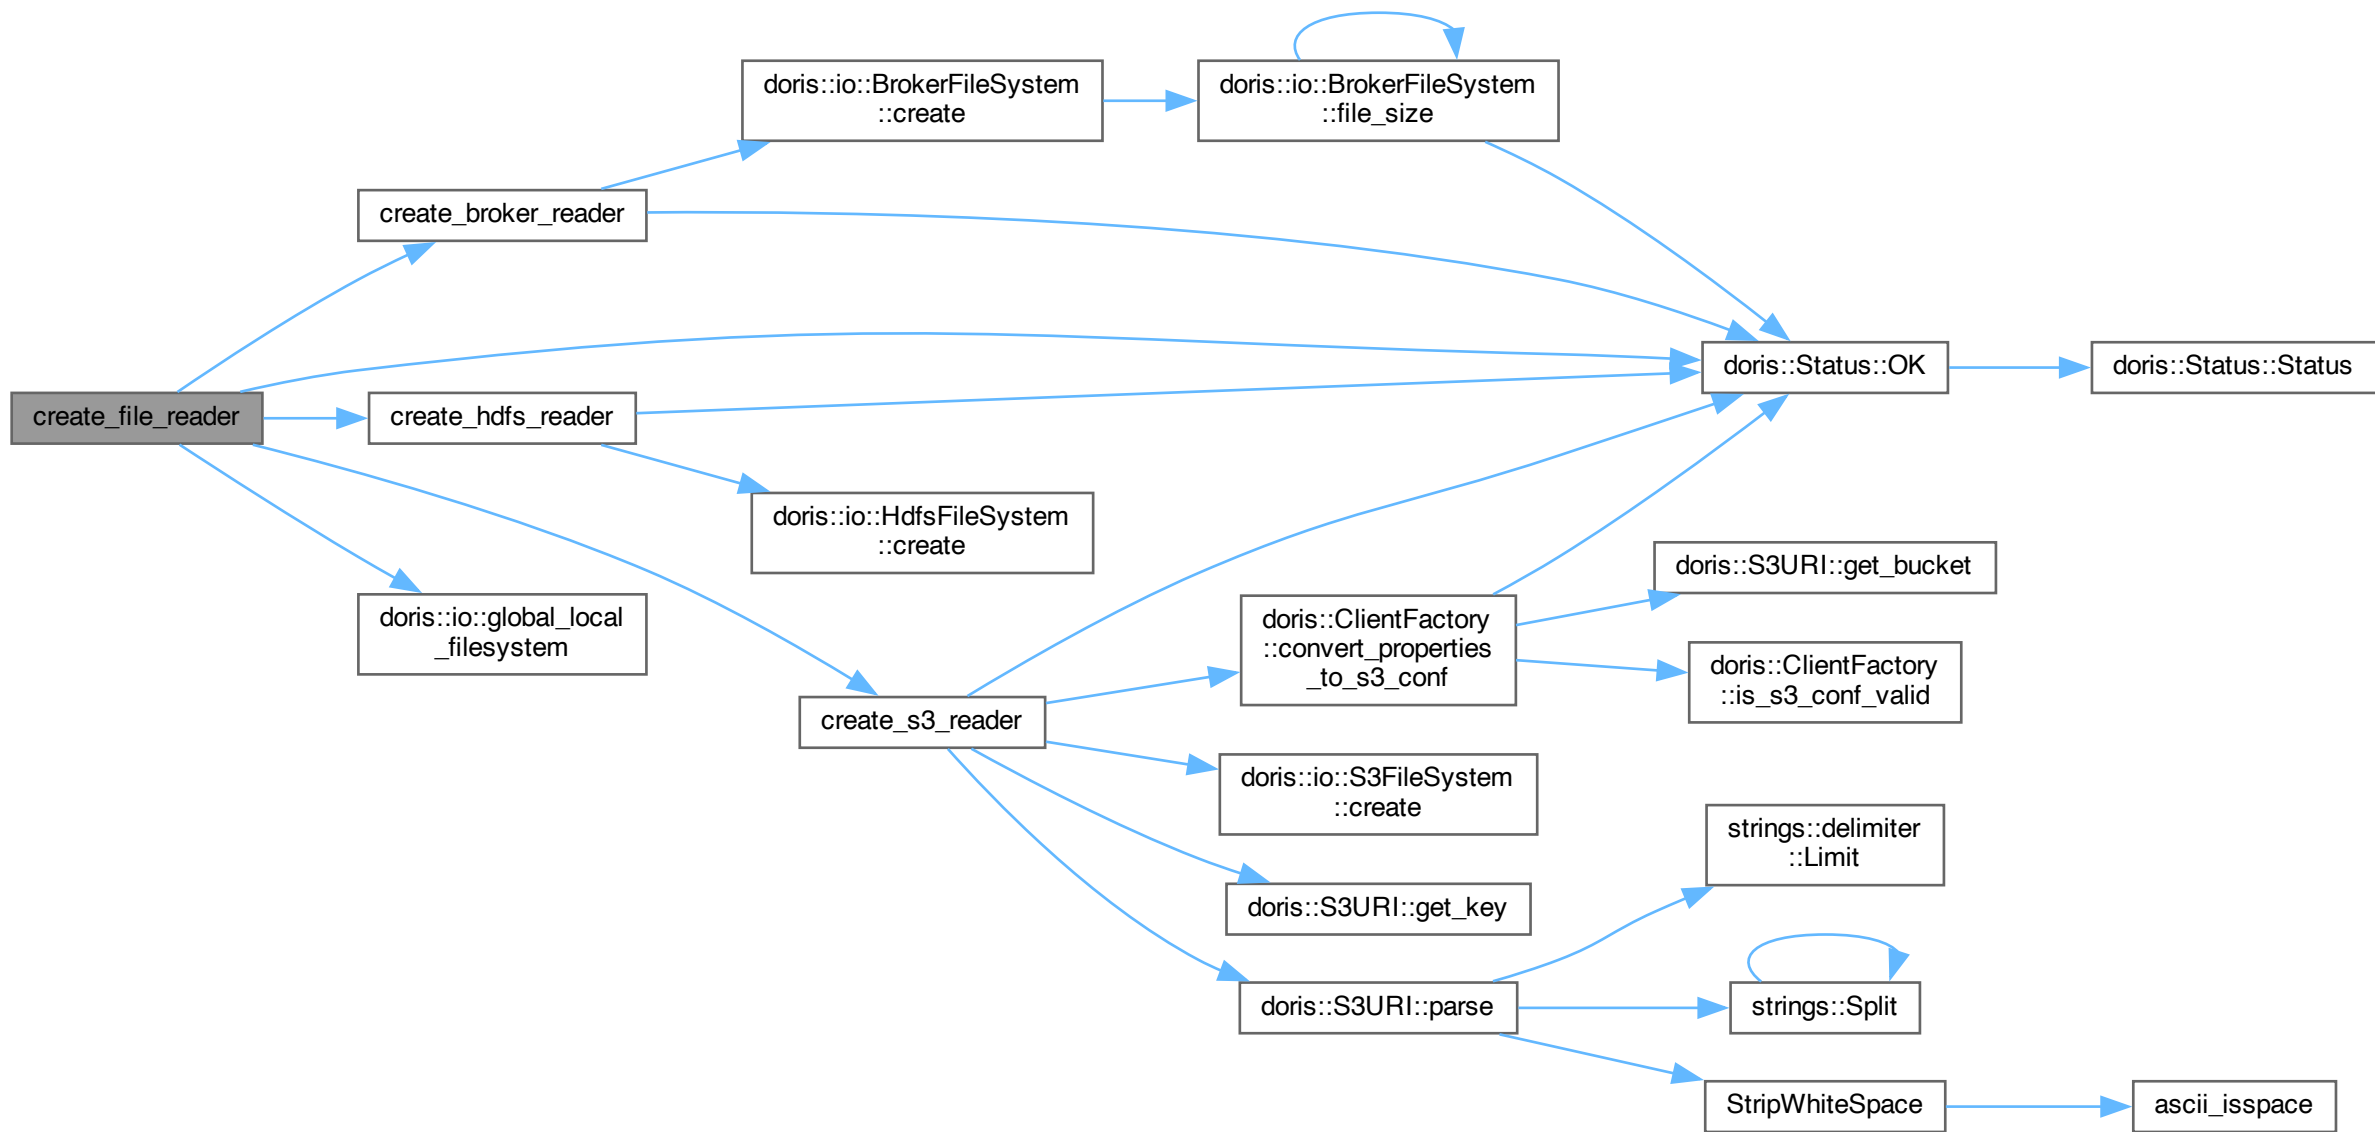 doris::io::BrokerFileSystem
::create
doris::io::BrokerFileSystem
::file_size
create_broker_reader
doris::Status::OK
doris::Status::Status
create_file_reader
create_hdfs_reader
doris::io::HdfsFileSystem
::create
doris::S3URI::get_bucket
doris::io::global_local
_filesystem
doris::ClientFactory
::convert_properties
_to_s3_conf
doris::ClientFactory
::is_s3_conf_valid
create_s3_reader
doris::io::S3FileSystem
::create
strings::delimiter
::Limit
doris::S3URI::get_key
doris::S3URI::parse
strings::Split
StripWhiteSpace
ascii_isspace